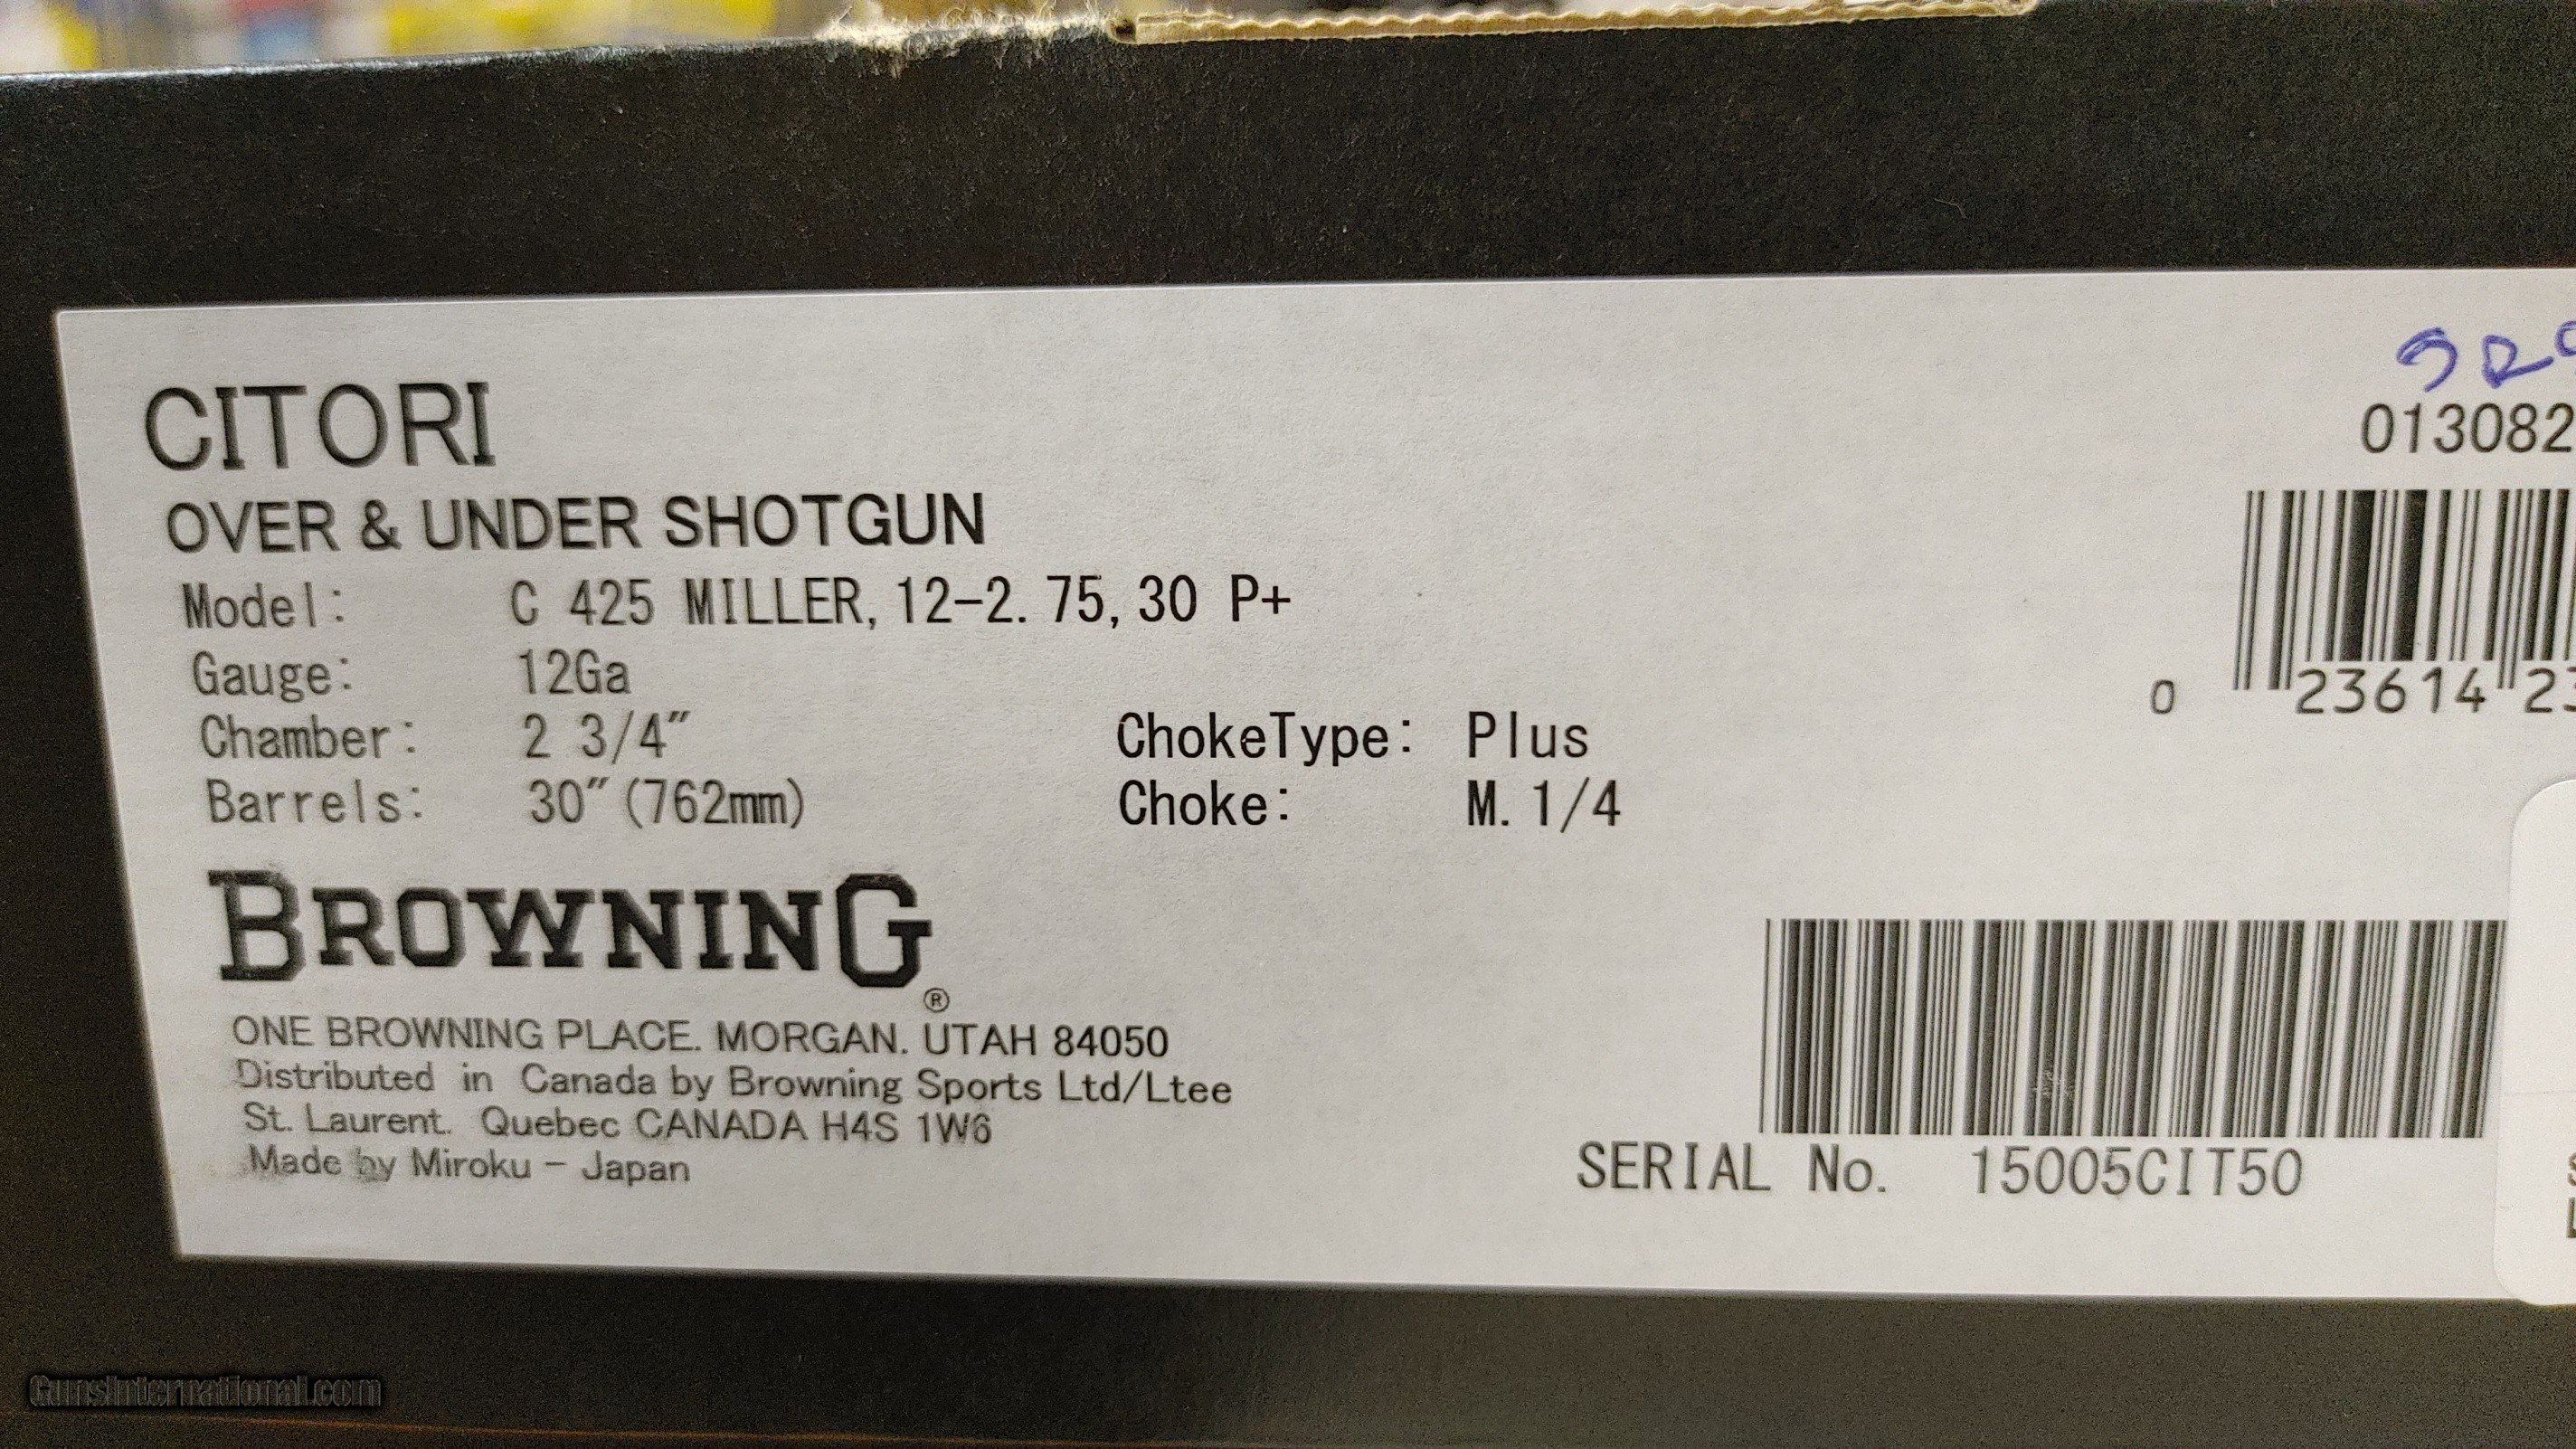 CITORI
OVER & UNDER SHOTGUN
Model: C 425 MILLER, 12-2. 75, 30 P+
Gauge: 12Ga
Chamber: 2 3/4" ChokeType: Plus
Barrels: 30" (762mm) Choke: M. 1/4
013082
0 23614 23
BROWNING®
ONE BROWNING PLACE. MORGAN. UTAH 84050
Distributed in Canada by Browning Sports Ltd/Ltee
St. Laurent. Quebec CANADA H4S 1W6
Made by Miroku - Japan
SERIAL No. 15005CIT50
GunsInternational.com